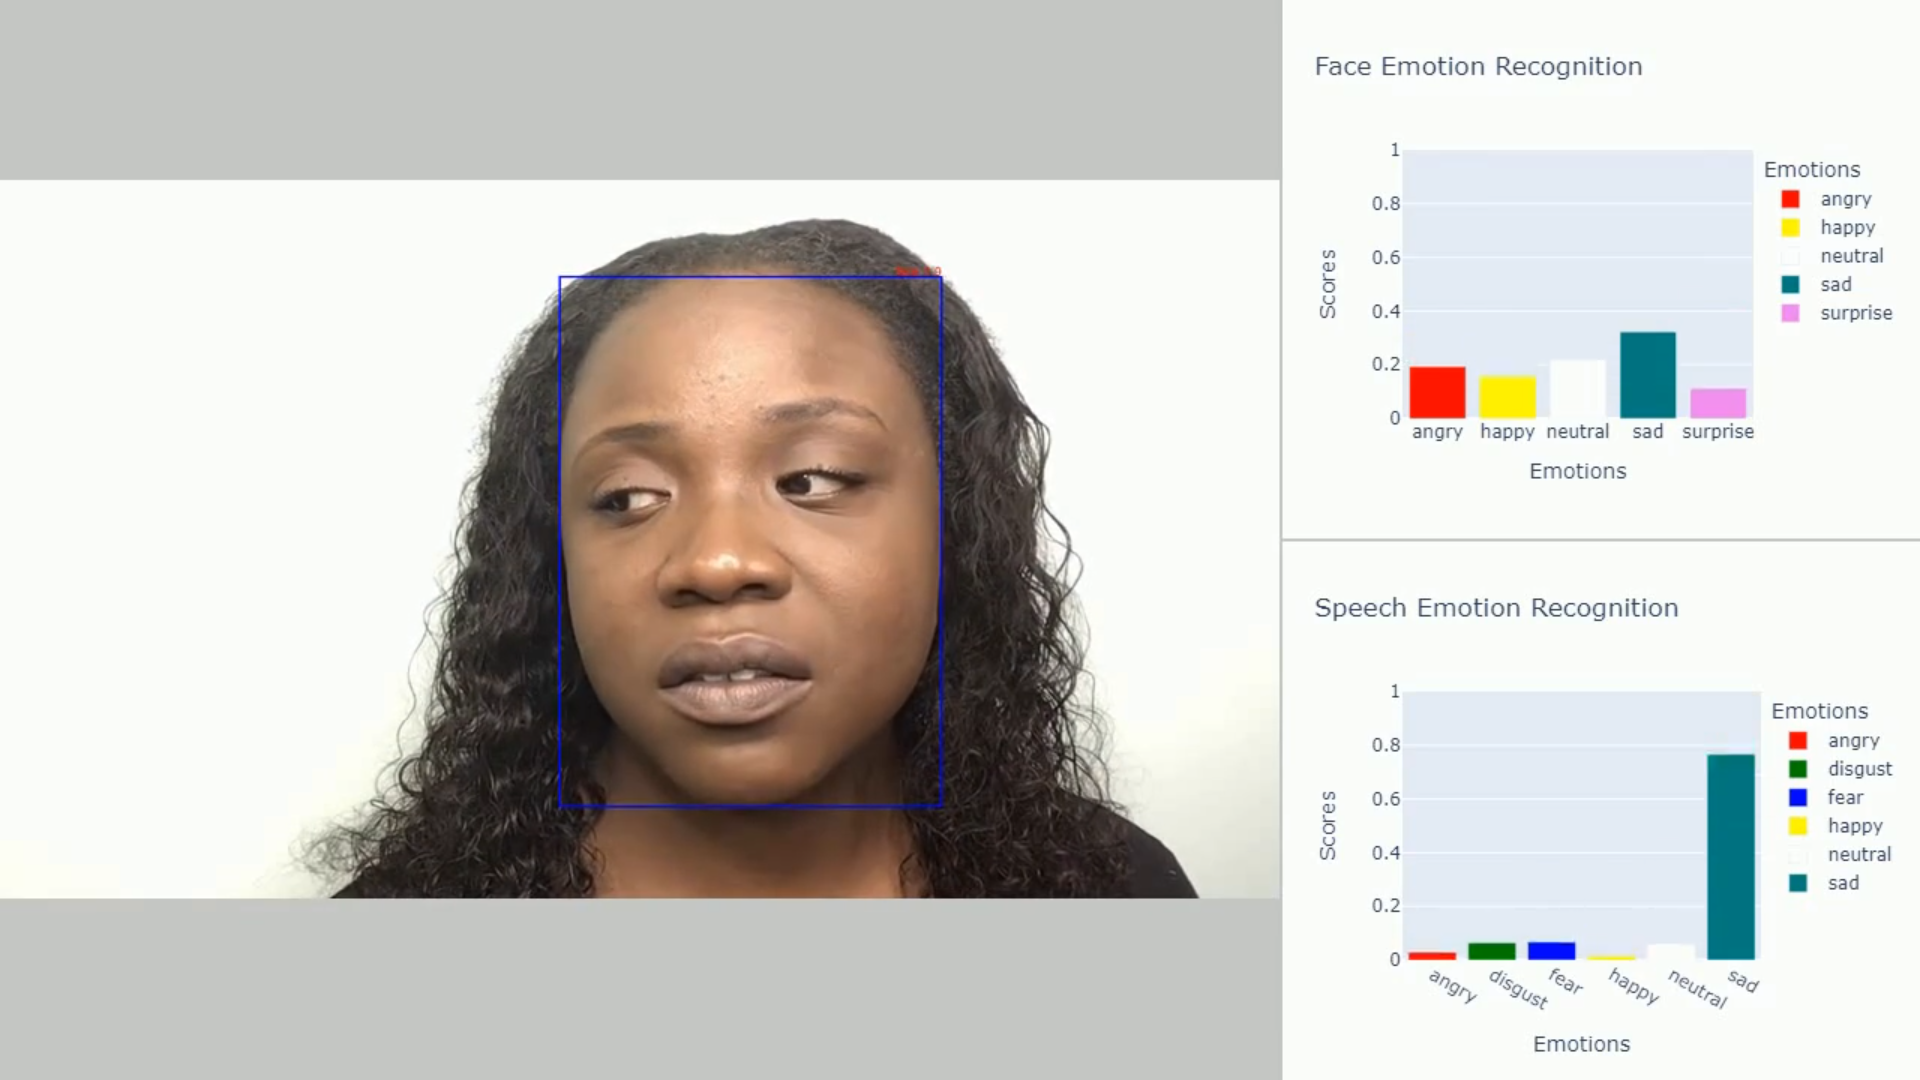 Face Emotion Recognition
1
0.8
0.6
0.4
0.2
0
Scores
angry happy neutral sad surprise
Emotions
Emotions
angry
happy
neutral
sad
surprise
Speech Emotion Recognition
1
0.8
0.6
0.4
0.2
0
Scores
angry disgust fear happy neutral sad
Emotions
Emotions
angry
disgust
fear
happy
neutral
sad